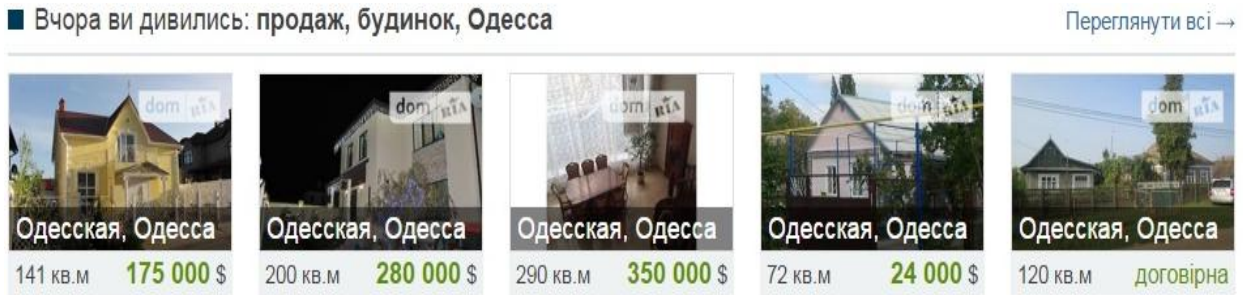 Вчора ви дивились: продаж, будинок, Одесса
Переглянути всі →
dom RIA
Одесская, Одесса
141 кв.м 175 000 $
dom RIA
Одесская, Одесса
200 кв.м 280 000 $
dom RIA
Одесская, Одесса
290 кв.м 350 000 $
dom RIA
Одесская, Одесса
72 кв.м 24 000 $
dom RIA
Одесская, Одесса
120 кв.м договірна